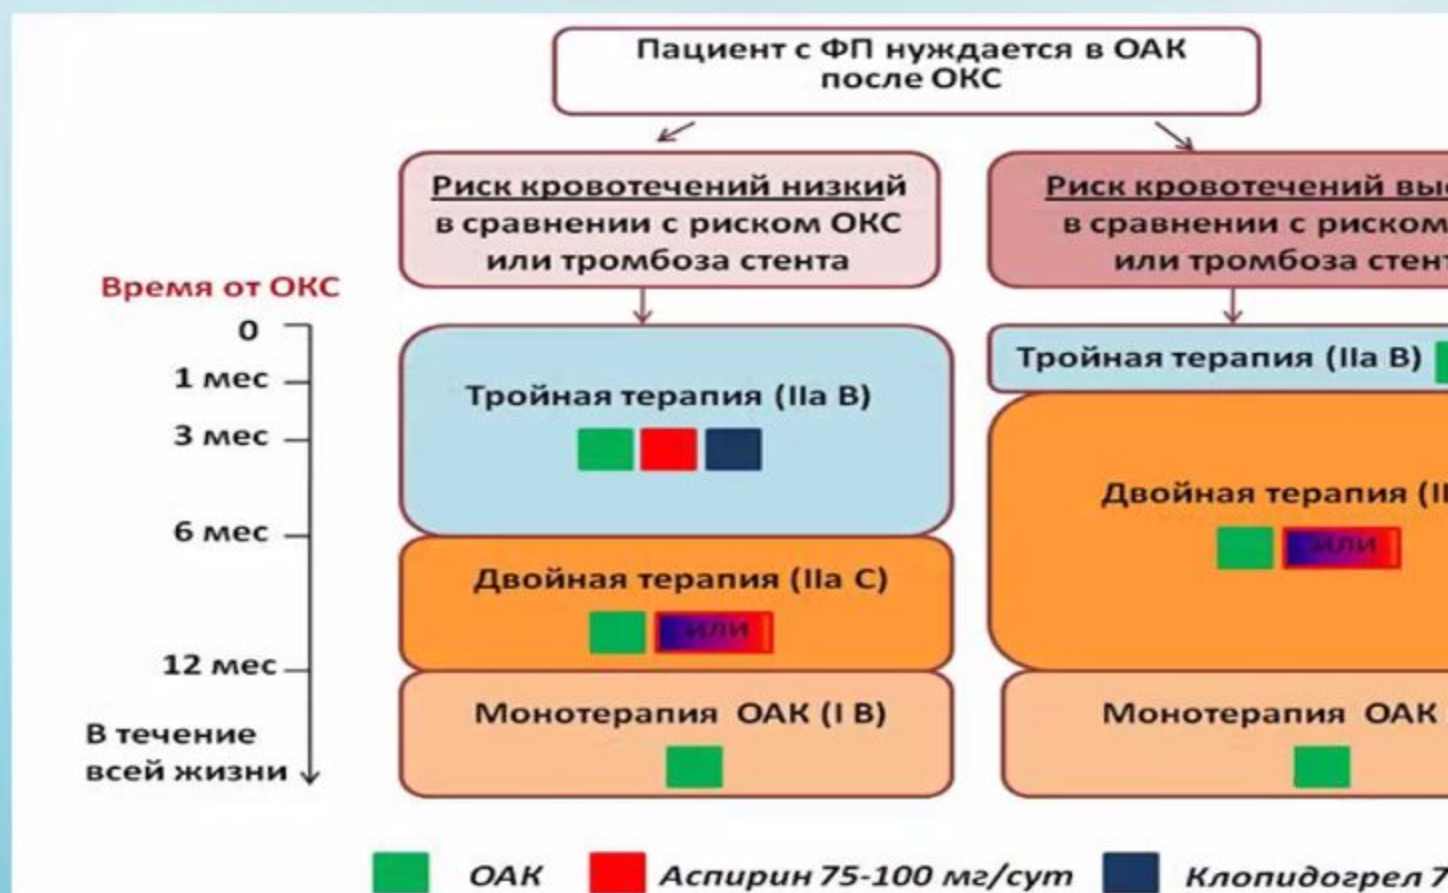 Пациент с ФП нуждается в ОАК
после ОКС
Риск кровотечений низкий
в сравнении с риском ОКС
или тромбоза стента
Риск кровотечений
в сравнении с риском
или тромбоза
Время от ОКС
0
1 мес
3 мес
6 мес
12 мес
В течение
всей жизни
Тройная терапия (IIa B)
Двойная терапия (IIa C)
или
Монотерапия ОАК (I B)
Тройная терапия (IIa B)
Двойная терапия
или
Монотерапия ОАК
ОАК
Аспирин 75-100 мг/сут
Клопидогрел